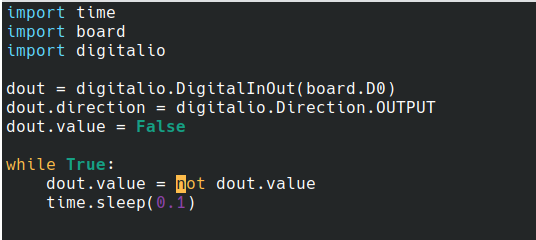 import time
import board
import digitalio

dout = digitalio.DigitalInOut(board.D0)
dout.direction = digitalio.Direction.OUTPUT
dout.value = False

while True:
    dout.value = not dout.value
    time.sleep(0.1)